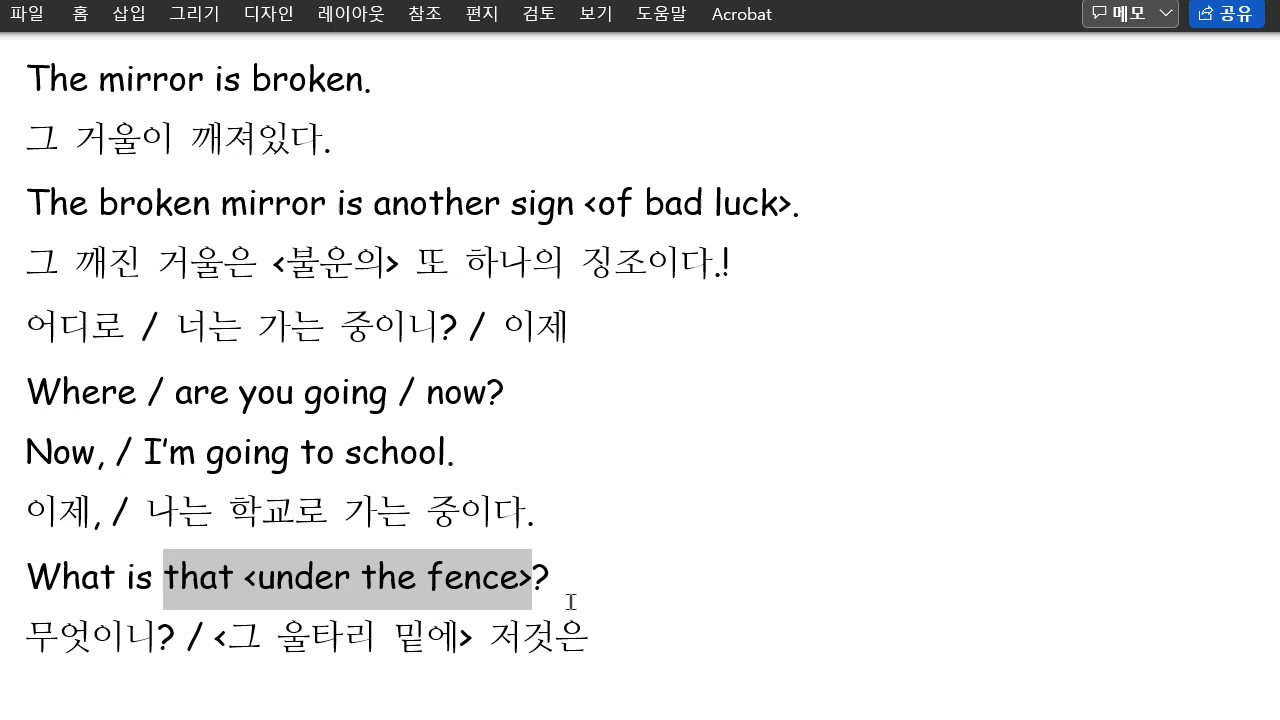 파일 홈 삽입 그리기 디자인 레이아웃 참조 편지 검토 보기 도움말 Acrobat 메모 공유
The mirror is broken.
그 거울이 깨져있다.
The broken mirror is another sign <of bad luck>.
그 깨진 거울은 <불운의> 또 하나의 징조이다.!
어디로 / 너는 가는 중이니? / 이제
Where / are you going / now?
Now, / I’m going to school.
이제, / 나는 학교로 가는 중이다.
What is that <under the fence>?
무엇이니? / <그 울타리 밑에> 저것은